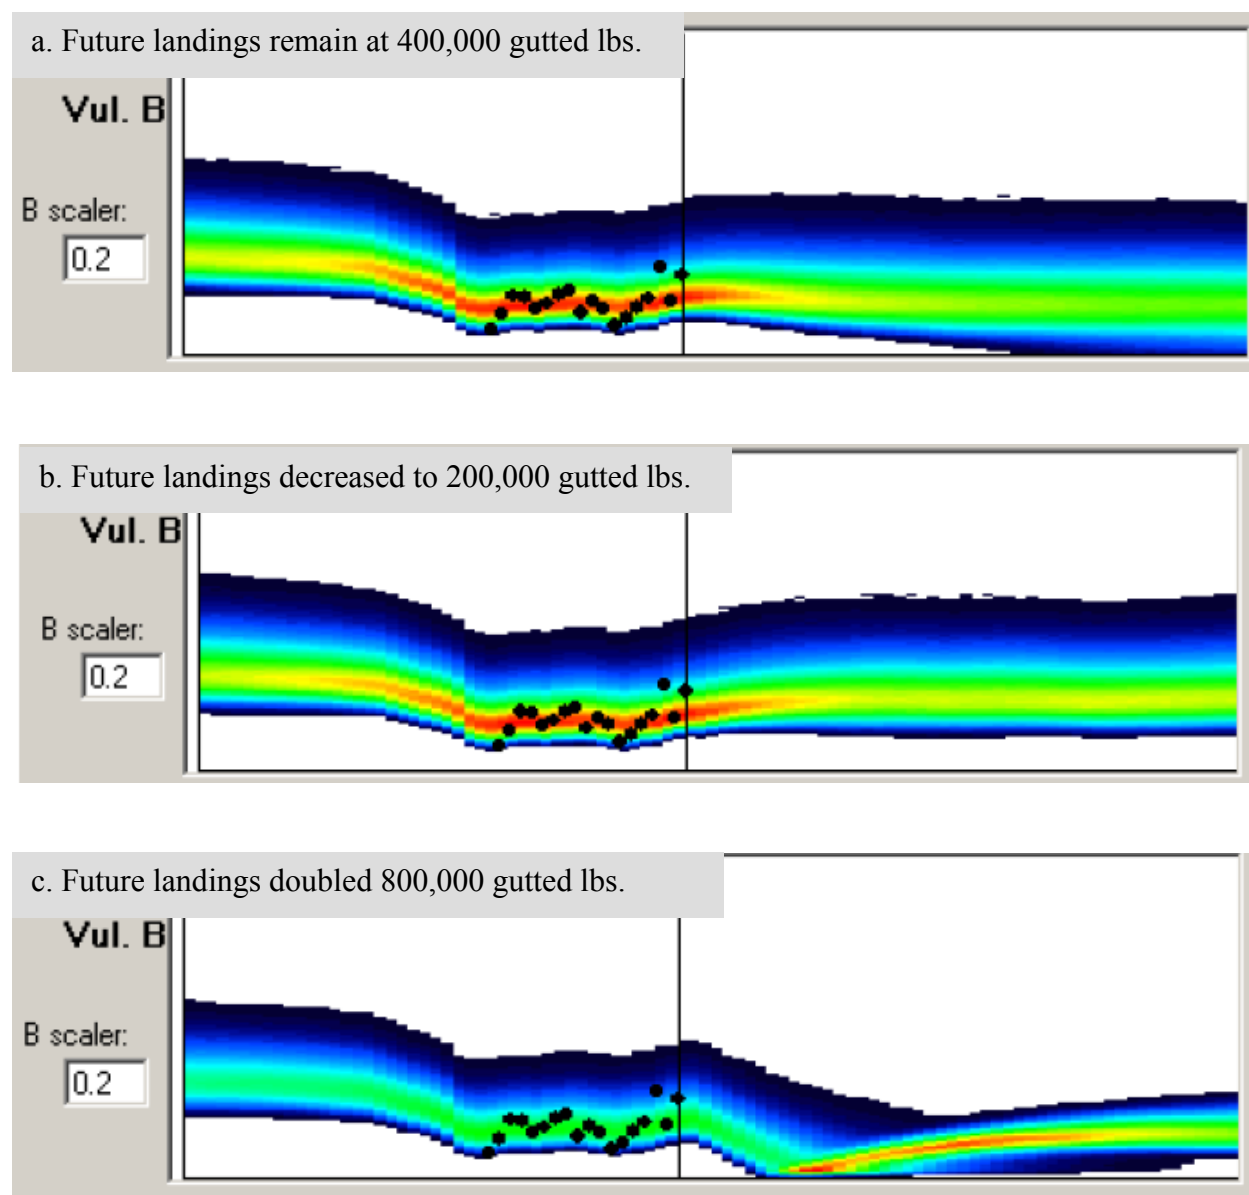 a. Future landings remain at 400,000 gutted lbs.
Vul. B
B scaler:
0.2
b. Future landings decreased to 200,000 gutted lbs.
Vul. B
B scaler:
0.2
c. Future landings doubled 800,000 gutted lbs.
Vul. B
B scaler:
0.2